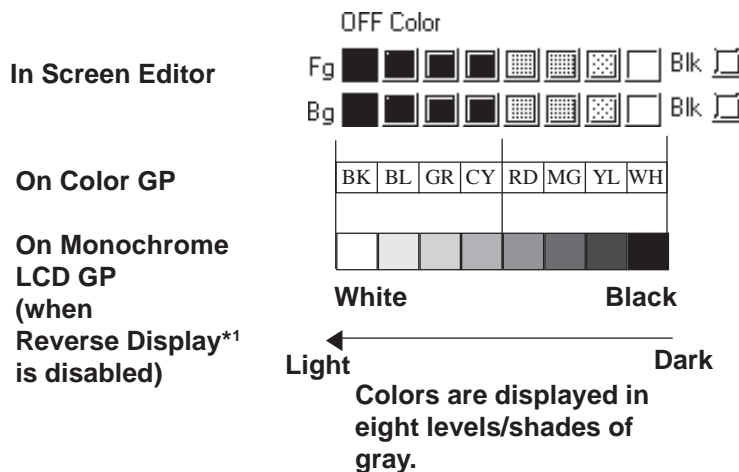 OFF Color
In Screen Editor
Fg Blk
Bg Blk
On Color GP
BK BL GR CY RD MG YL WH
On Monochrome
LCD GP
(when
Reverse Display*1
is disabled)
White Black
Light Dark
Colors are displayed in
eight levels/shades of
gray.